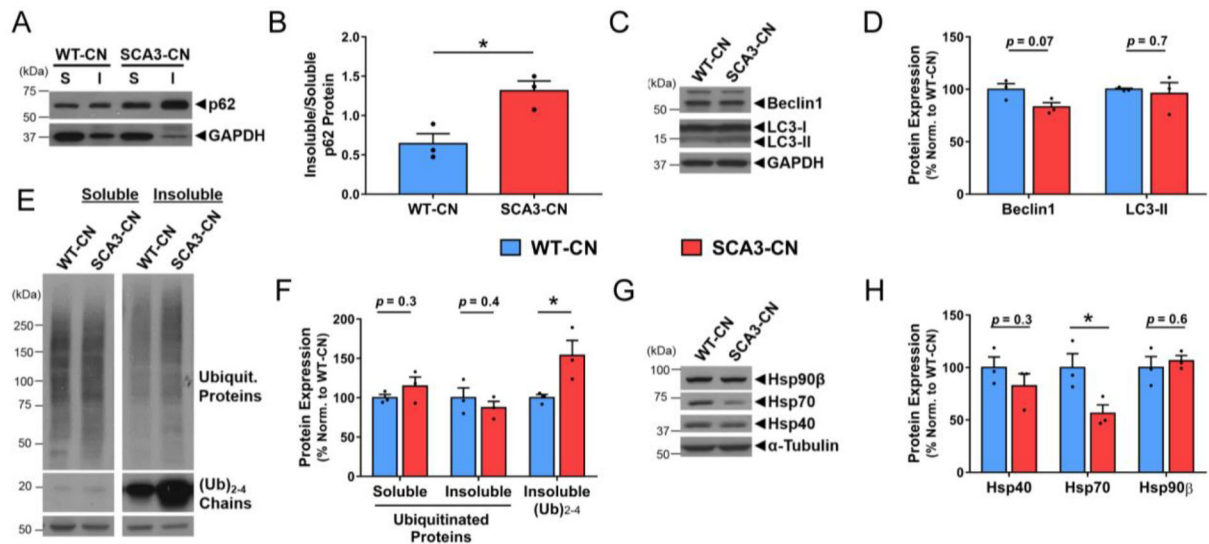 A
WT-CN SCA3-CN
(kDa) S I S I
75
50
37
p62
GAPDH
B
Insoluble/Soluble
p62 Protein
2.0
1.5
1.0
0.5
0.0
*
WT-CN SCA3-CN
C
WT-CN SCA3-CN
(kDa)
50
15
37
Beclin1
LC3-I
LC3-II
GAPDH
D
Protein Expression
(% Norm. to WT-CN)
150
100
50
0
p = 0.07 p = 0.7
Beclin1 LC3-II
WT-CN SCA3-CN
E
Soluble Insoluble
WT-CN SCA3-CN WT-CN SCA3-CN
(kDa)
250
150
100
75
50
20
50
Ubiquit.
Proteins
(Ub)2-4
Chains
F
Protein Expression
(% Norm. to WT-CN)
200
150
100
50
0
p = 0.3 p = 0.4 *
Soluble Insoluble Insoluble
(Ub)2-4
Ubiquitinated
Proteins
G
WT-CN SCA3-CN
(kDa)
100
75
37
50
Hsp90β
Hsp70
Hsp40
α-Tubulin
H
Protein Expression
(% Norm. to WT-CN)
150
100
50
0
p = 0.3 * p = 0.6
Hsp40 Hsp70 Hsp90β